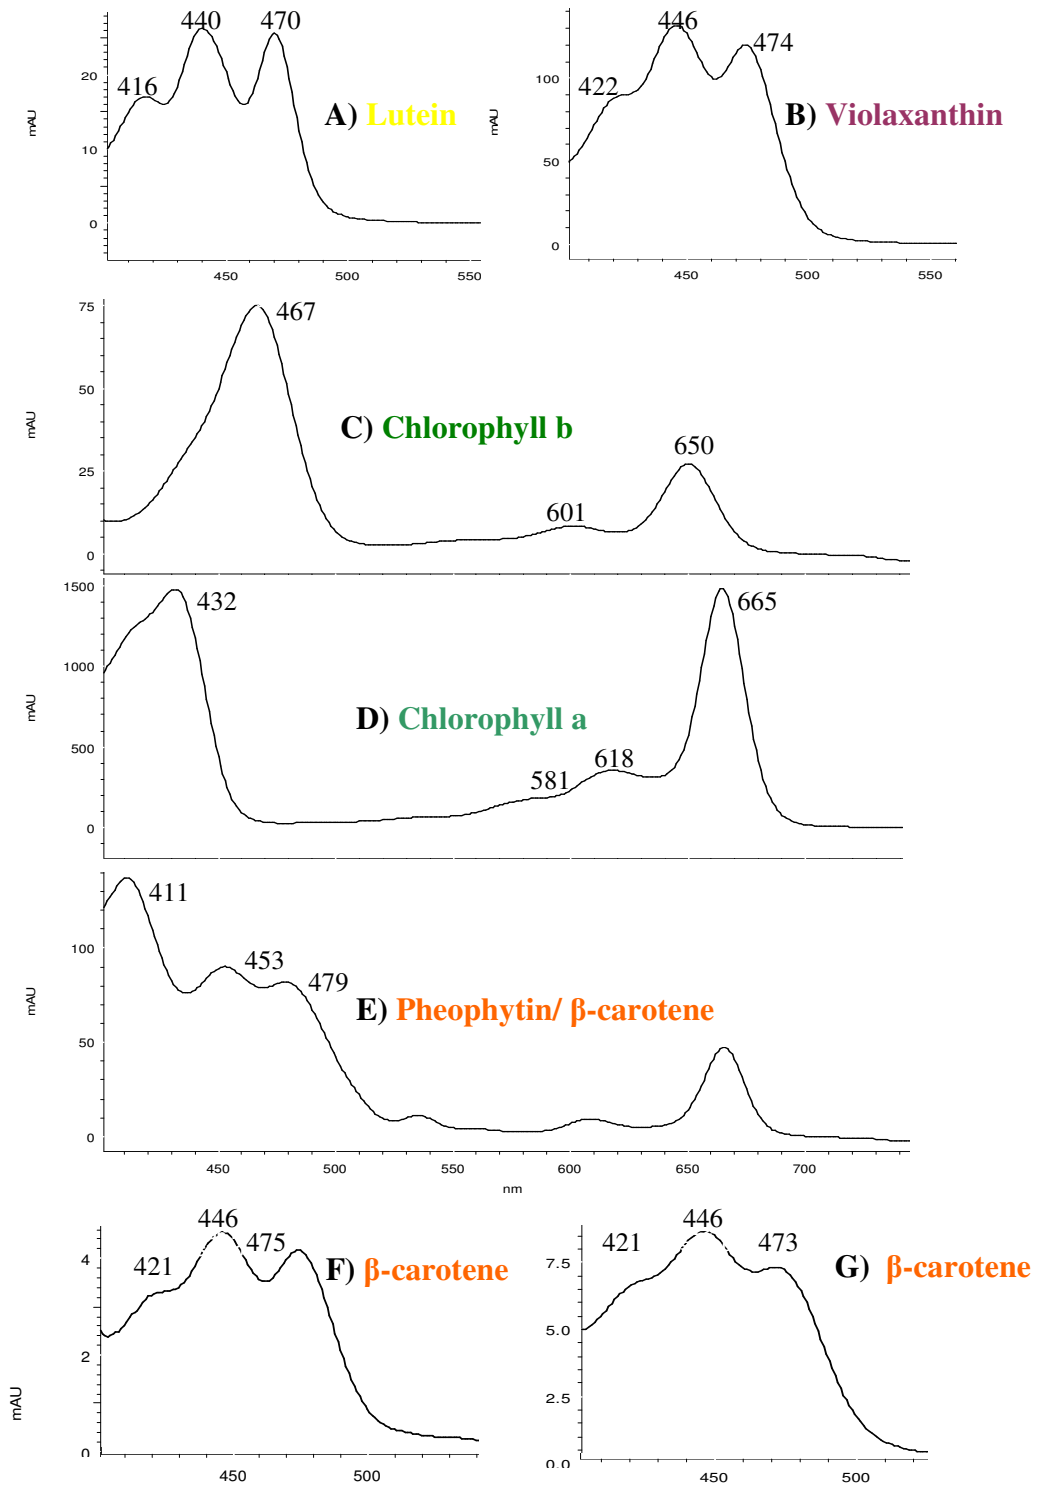 440 470
416
20
mAU
A) Lutein
10
0
450 500 550
446
474
422
100
mAU
B) Violaxanthin
50
0
450 500 550
75
467
50
mAU
C) Chlorophyll b
650
25
601
0
1500
432
665
1000
mAU
D) Chlorophyll a
500
581
618
0
411
100
453
479
mAU
E) Pheophytin/ β-carotene
50
0
450 500 550 600 650 700
nm
446
475
421
4
F) β-carotene
2
mAU
0
450 500
446
421
473
7.5
G) β-carotene
5.0
2.5
0.0
450 500